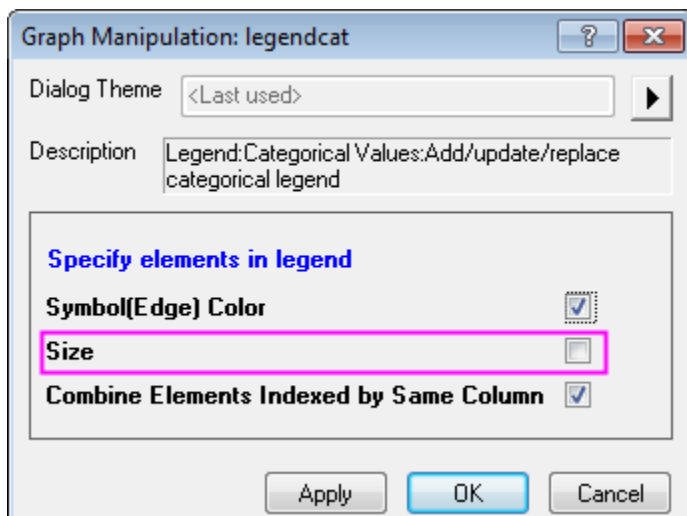 Graph Manipulation: legendcat
?
Dialog Theme
<Last used>
Description
Legend:Categorical Values:Add/update/replace
categorical legend
Specify elements in legend
Symbol(Edge) Color
Size
Combine Elements Indexed by Same Column
Apply
OK
Cancel